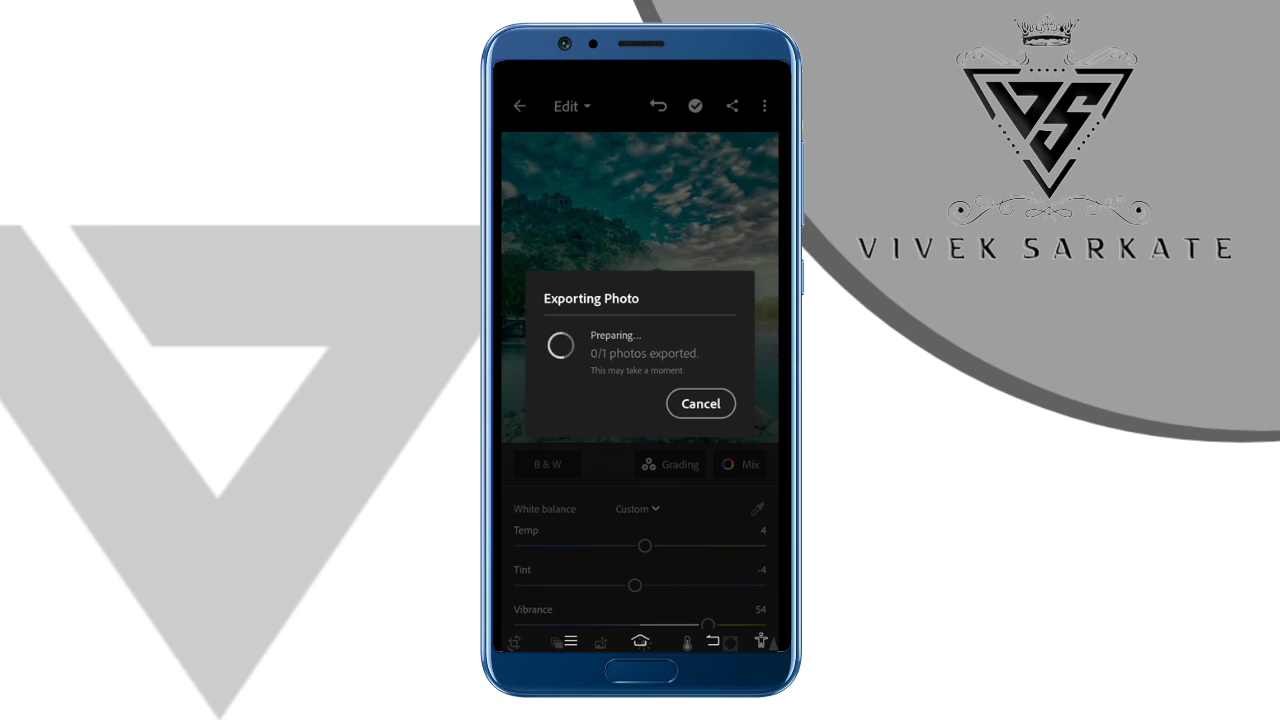 Edit
VIVEK SARKATE
Exporting Photo
Preparing...
0/1 photos exported.
This may take a moment.
Cancel
B & W
Grading
Mix
White balance
Custom
Temp
4
Tint
-4
Vibrance
54